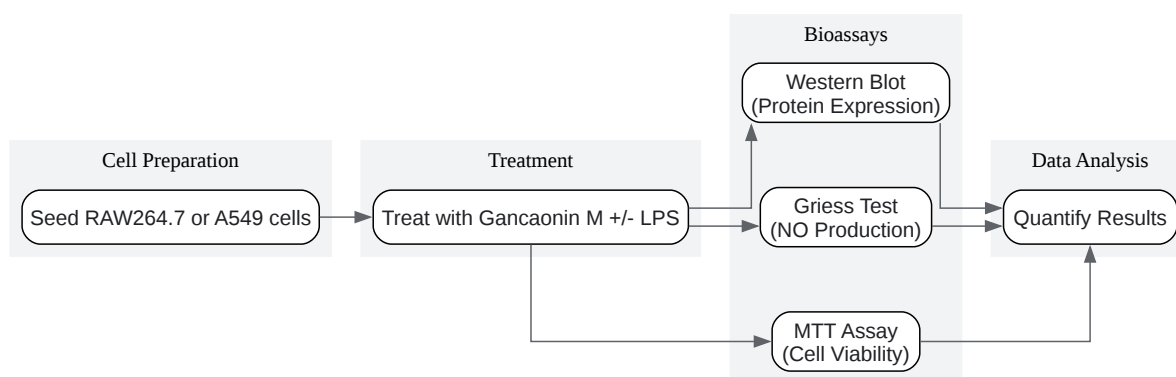 Bioassays
Western Blot
(Protein Expression)
Cell Preparation
Treatment
Data Analysis
Seed RAW264.7 or A549 cells
Treat with Gancaonin M +/- LPS
Griess Test
(NO Production)
Quantify Results
MTT Assay
(Cell Viability)